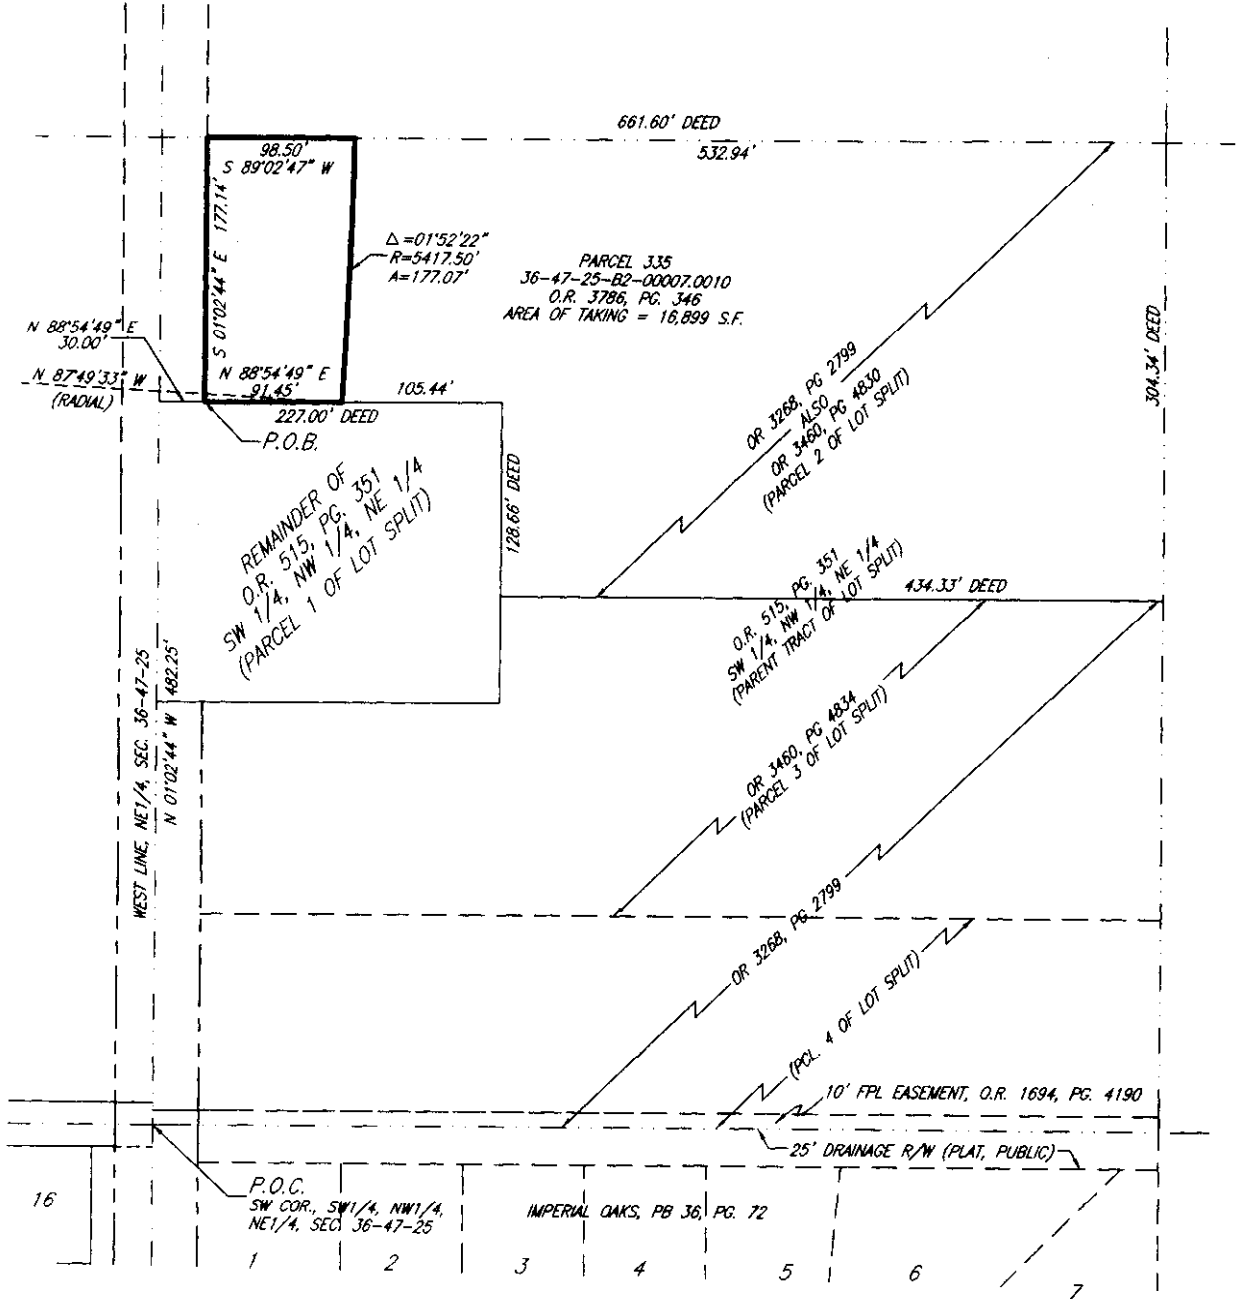 661.60' DEED
98.50'
S 89°02'47" W
532.94'
S 01°02'44" E 177.14'
Δ=01°52'22"
R=5417.50'
A=177.07'
PARCEL 335
36-47-25-B2-00007.0010
O.R. 3786, PG. 346
AREA OF TAKING = 16,899 S.F.
N 88°54'49" E
30.00'
N 87°49'33" W
(RADIAL)
N 88°54'49" E
91.45'
105.44'
227.00' DEED
P.O.B.
304.34' DEED
OR 3268, PG 2799
ALSO
OR 3460, PG 4830
(PARCEL 2 OF LOT SPLIT)
REMAINDER OF
O.R. 515, PG. 351
SW 1/4, NW 1/4, NE 1/4
(PARCEL 1 OF LOT SPLIT)
128.66' DEED
O.R. 515, PG. 351
SW 1/4, NW 1/4, NE 1/4
(PARENT TRACT OF LOT SPLIT)
434.33' DEED
WEST LINE, NE1/4, SEC. 36-47-25
N 01°02'44" W 482.25'
OR 3460, PG 4834
(PARCEL 3 OF LOT SPLIT)
OR 3268, PG 2799
(PCL. 4 OF LOT SPLIT)
10' FPL EASEMENT, O.R. 1694, PG. 4190
25' DRAINAGE R/W (PLAT, PUBLIC)
16
P.O.C.
SW COR., SW1/4, NW1/4,
NE1/4, SEC. 36-47-25
IMPERIAL OAKS, PB 36, PG. 72
1
2
3
4
5
6
7